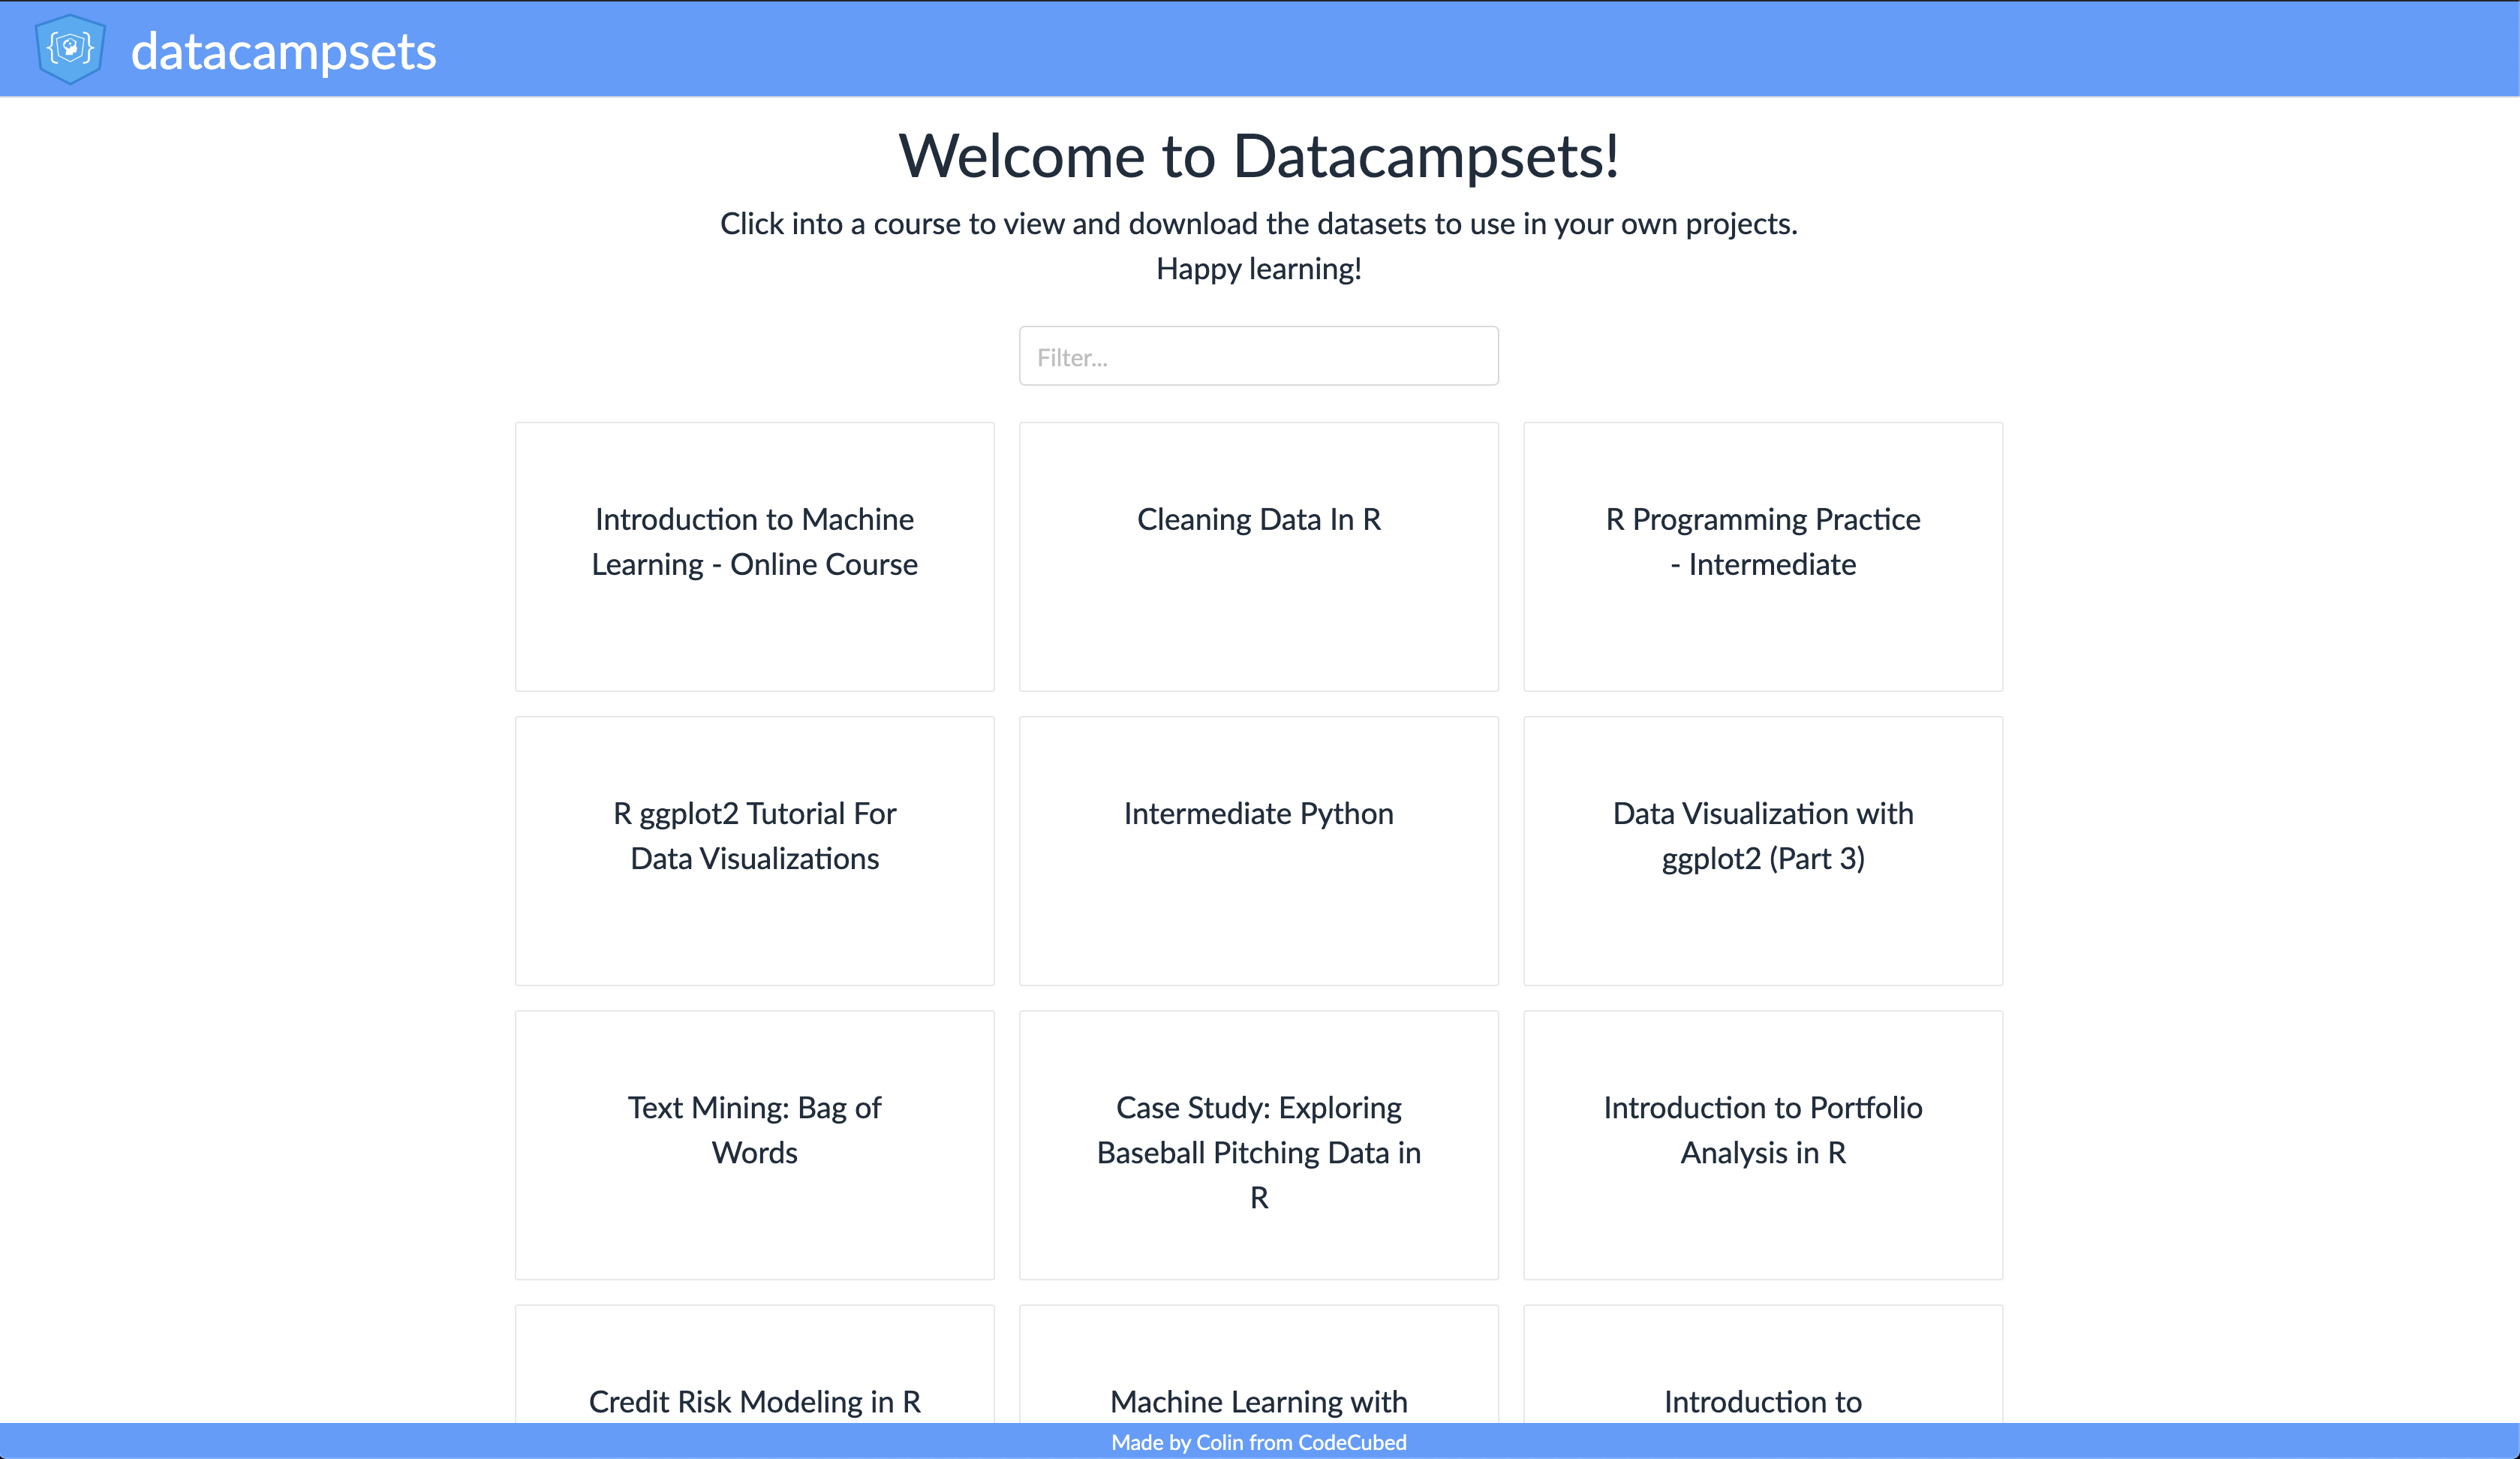 datacampsets
Welcome to Datacampsets!
Click into a course to view and download the datasets to use in your own projects.
Happy learning!
Filter...
Introduction to Machine
Learning - Online Course
Cleaning Data In R
R Programming Practice
- Intermediate
R ggplot2 Tutorial For
Data Visualizations
Intermediate Python
Data Visualization with
ggplot2 (Part 3)
Text Mining: Bag of
Words
Case Study: Exploring
Baseball Pitching Data in
R
Introduction to Portfolio
Analysis in R
Credit Risk Modeling in R
Machine Learning with
Introduction to
Made by Colin from CodeCubed